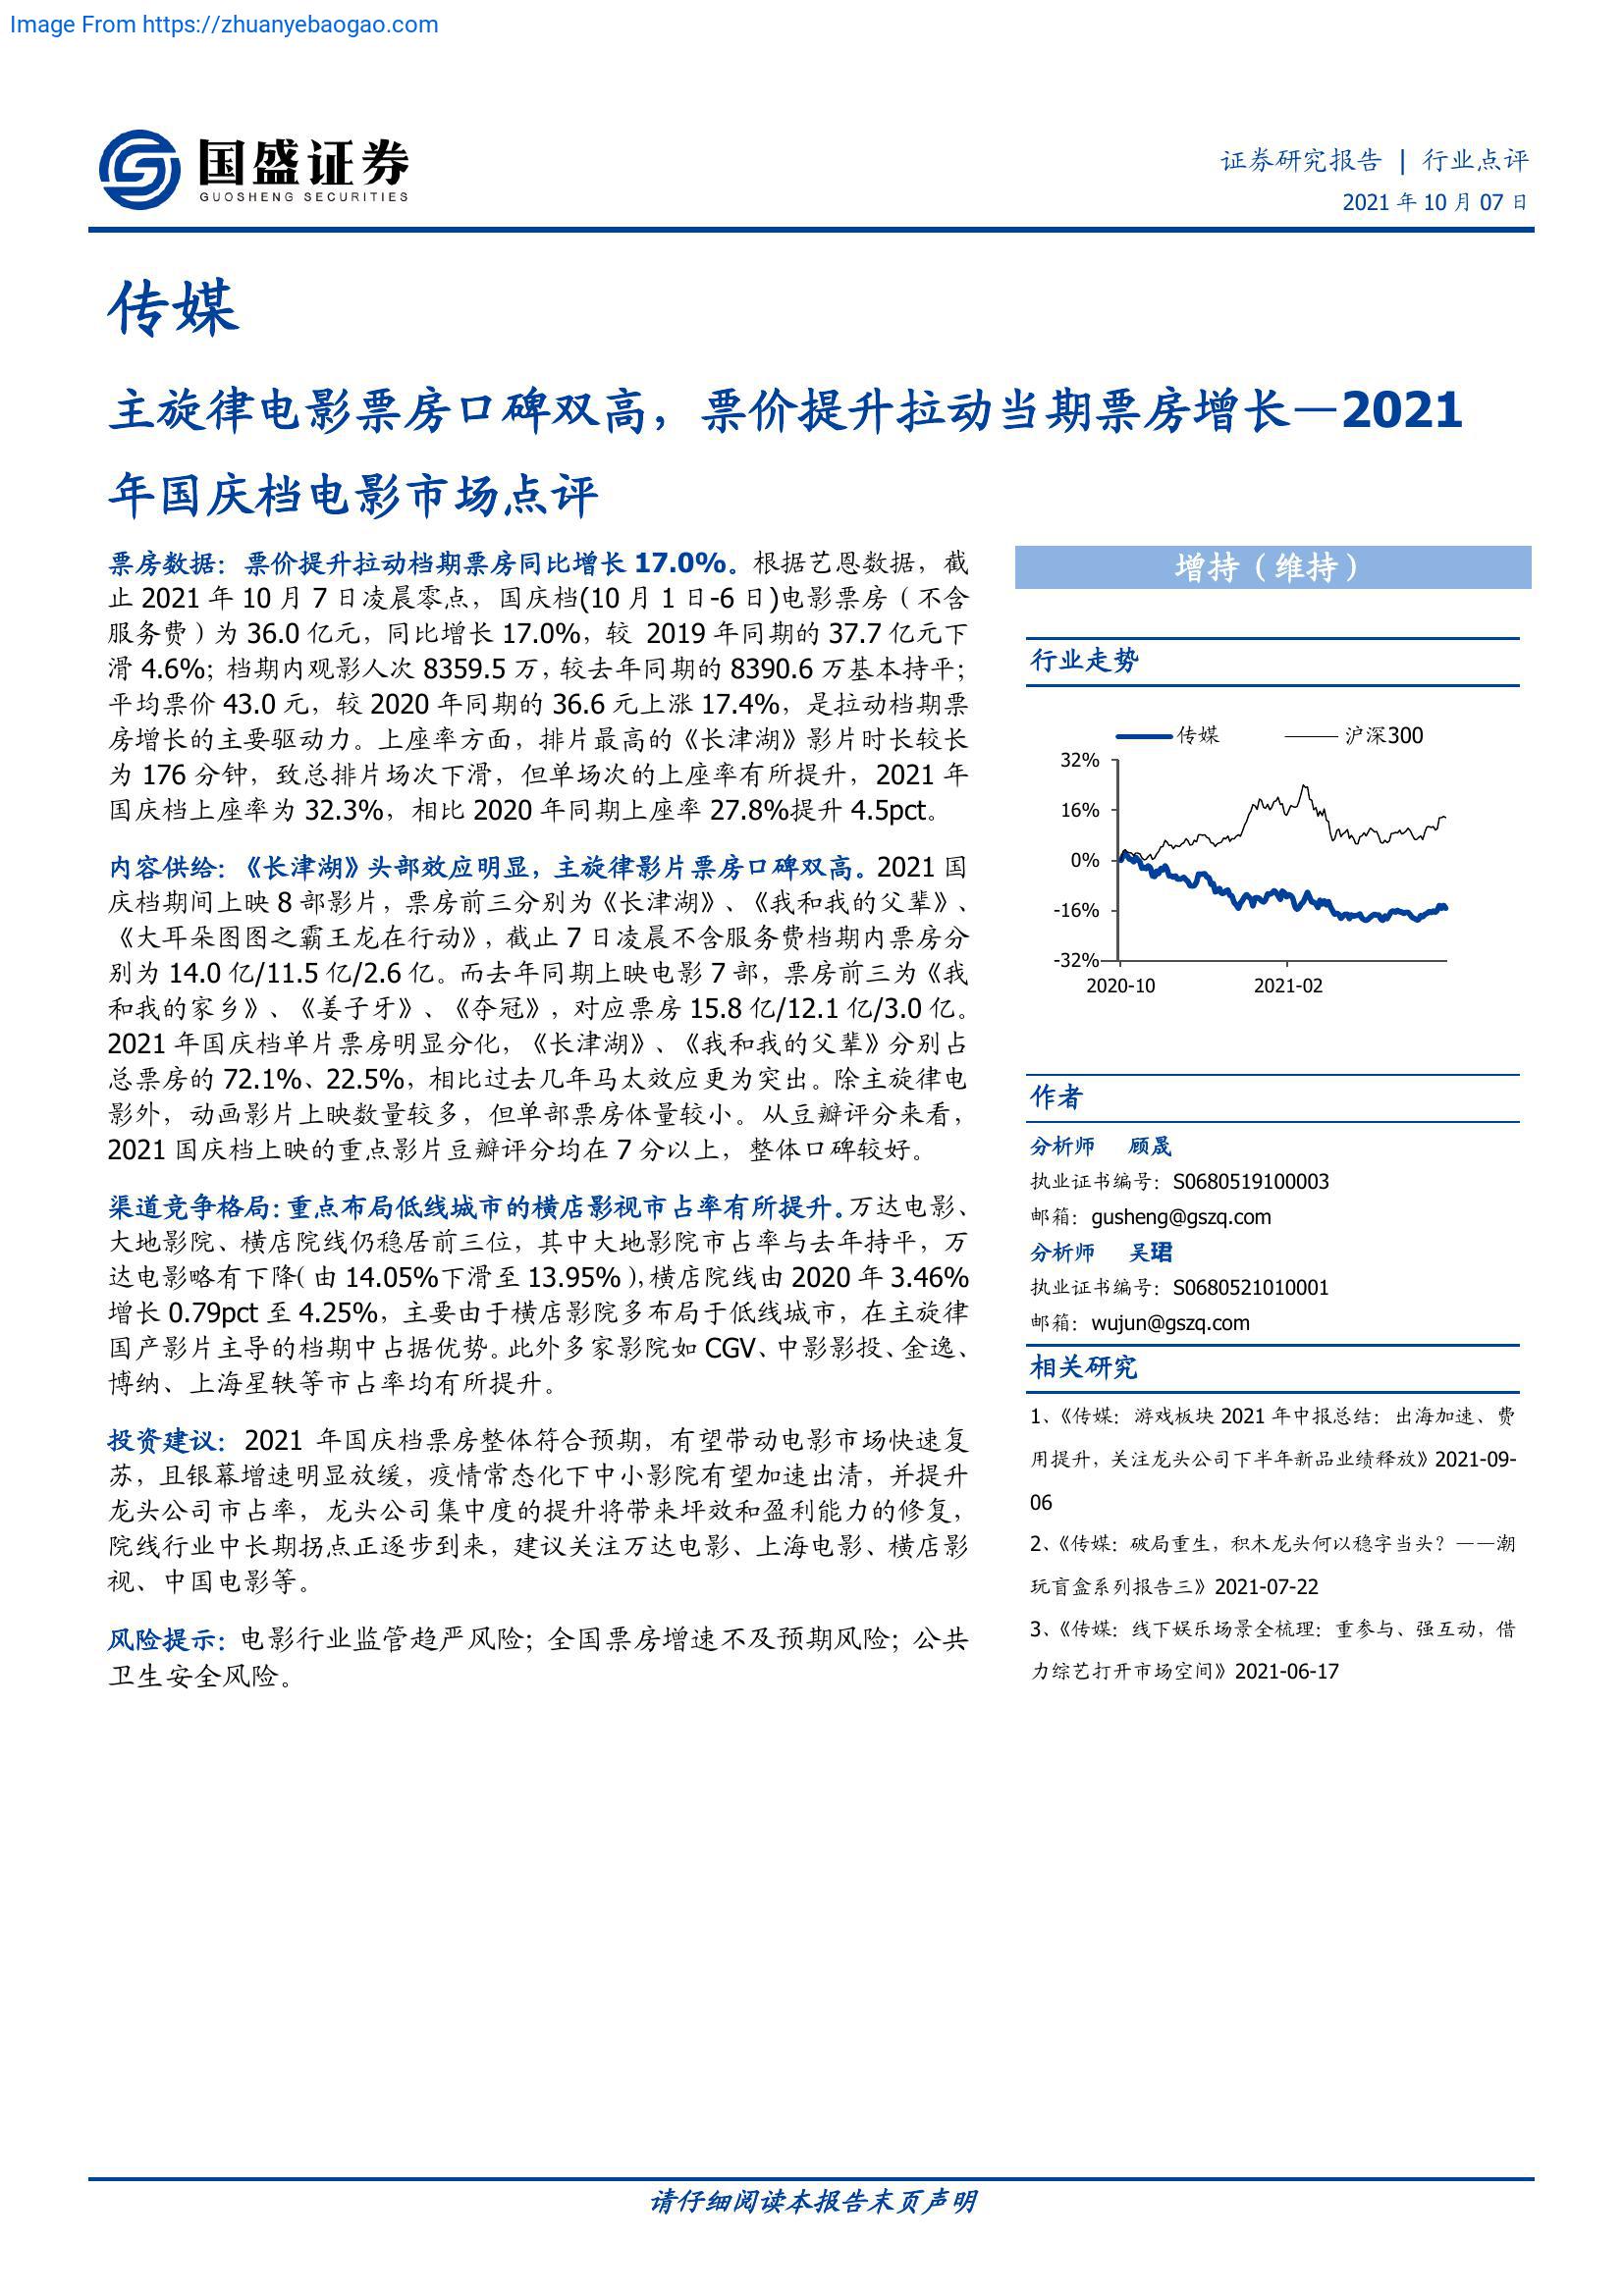 Image From https://zhuanyebaogao.com
国盛证券
GUOSHENG SECURITIES
证券研究报告 | 行业点评
2021 年 10 月 07 日
传媒
主旋律电影票房口碑双高，票价提升拉动当期票房增长—2021
年国庆档电影市场点评
票房数据：票价提升拉动档期票房同比增长 17.0%。根据艺恩数据，截
止 2021 年 10 月 7 日凌晨零点，国庆档(10 月 1 日-6 日)电影票房（不含
服务费）为 36.0 亿元，同比增长 17.0%，较 2019 年同期的 37.7 亿元下
滑 4.6%；档期内观影人次 8359.5 万，较去年同期的 8390.6 万基本持平；
平均票价 43.0 元，较 2020 年同期的 36.6 元上涨 17.4%，是拉动档期票
房增长的主要驱动力。上座率方面，排片最高的《长津湖》影片时长较长
为 176 分钟，致总排片场次下滑，但单场次的上座率有所提升，2021 年
国庆档上座率为 32.3%，相比 2020 年同期上座率 27.8%提升 4.5pct。
内容供给：《长津湖》头部效应明显，主旋律影片票房口碑双高。2021 国
庆档期间上映 8 部影片，票房前三分别为《长津湖》、《我和我的父辈》、
《大耳朵图图之霸王龙在行动》，截止 7 日凌晨不含服务费档期内票房分
别为 14.0 亿/11.5 亿/2.6 亿。而去年同期上映电影 7 部，票房前三为《我
和我的家乡》、《姜子牙》、《夺冠》，对应票房 15.8 亿/12.1 亿/3.0 亿。
2021 年国庆档单片票房明显分化，《长津湖》、《我和我的父辈》分别占
总票房的 72.1%、22.5%，相比过去几年马太效应更为突出。除主旋律电
影外，动画影片上映数量较多，但单部票房体量较小。从豆瓣评分来看，
2021 国庆档上映的重点影片豆瓣评分均在 7 分以上，整体口碑较好。
渠道竞争格局：重点布局低线城市的横店影视市占率有所提升。万达电影、
大地影院、横店院线仍稳居前三位，其中大地影院市占率与去年持平，万
达电影略有下降（由 14.05%下滑至 13.95%），横店院线由 2020 年 3.46%
增长 0.79pct 至 4.25%，主要由于横店影院多布局于低线城市，在主旋律
国产影片主导的档期中占据优势。此外多家影院如 CGV、中影影投、金逸、
博纳、上海星轶等市占率均有所提升。
投资建议：2021 年国庆档票房整体符合预期，有望带动电影市场快速复
苏，且银幕增速明显放缓，疫情常态化下中小影院有望加速出清，并提升
龙头公司市占率，龙头公司集中度的提升将带来坪效和盈利能力的修复，
院线行业中长期拐点正逐步到来，建议关注万达电影、上海电影、横店影
视、中国电影等。
风险提示：电影行业监管趋严风险；全国票房增速不及预期风险；公共
卫生安全风险。
增持（维持）
行业走势
传媒 沪深300
32%
16%
0%
-16%
-32%
2020-10 2021-02
作者
分析师 顾晟
执业证书编号：S0680519100003
邮箱：gusheng@gszq.com
分析师 吴珺
执业证书编号：S0680521010001
邮箱：wujun@gszq.com
相关研究
1、《传媒：游戏板块 2021 年中报总结：出海加速、费
用提升，关注龙头公司下半年新品业绩释放》2021-09-
06
2、《传媒：破局重生，积木龙头何以稳字当头？——潮
玩盲盒系列报告三》2021-07-22
3、《传媒：线下娱乐场景全梳理：重参与、强互动，借
力综艺打开市场空间》2021-06-17
请仔细阅读本报告末页声明